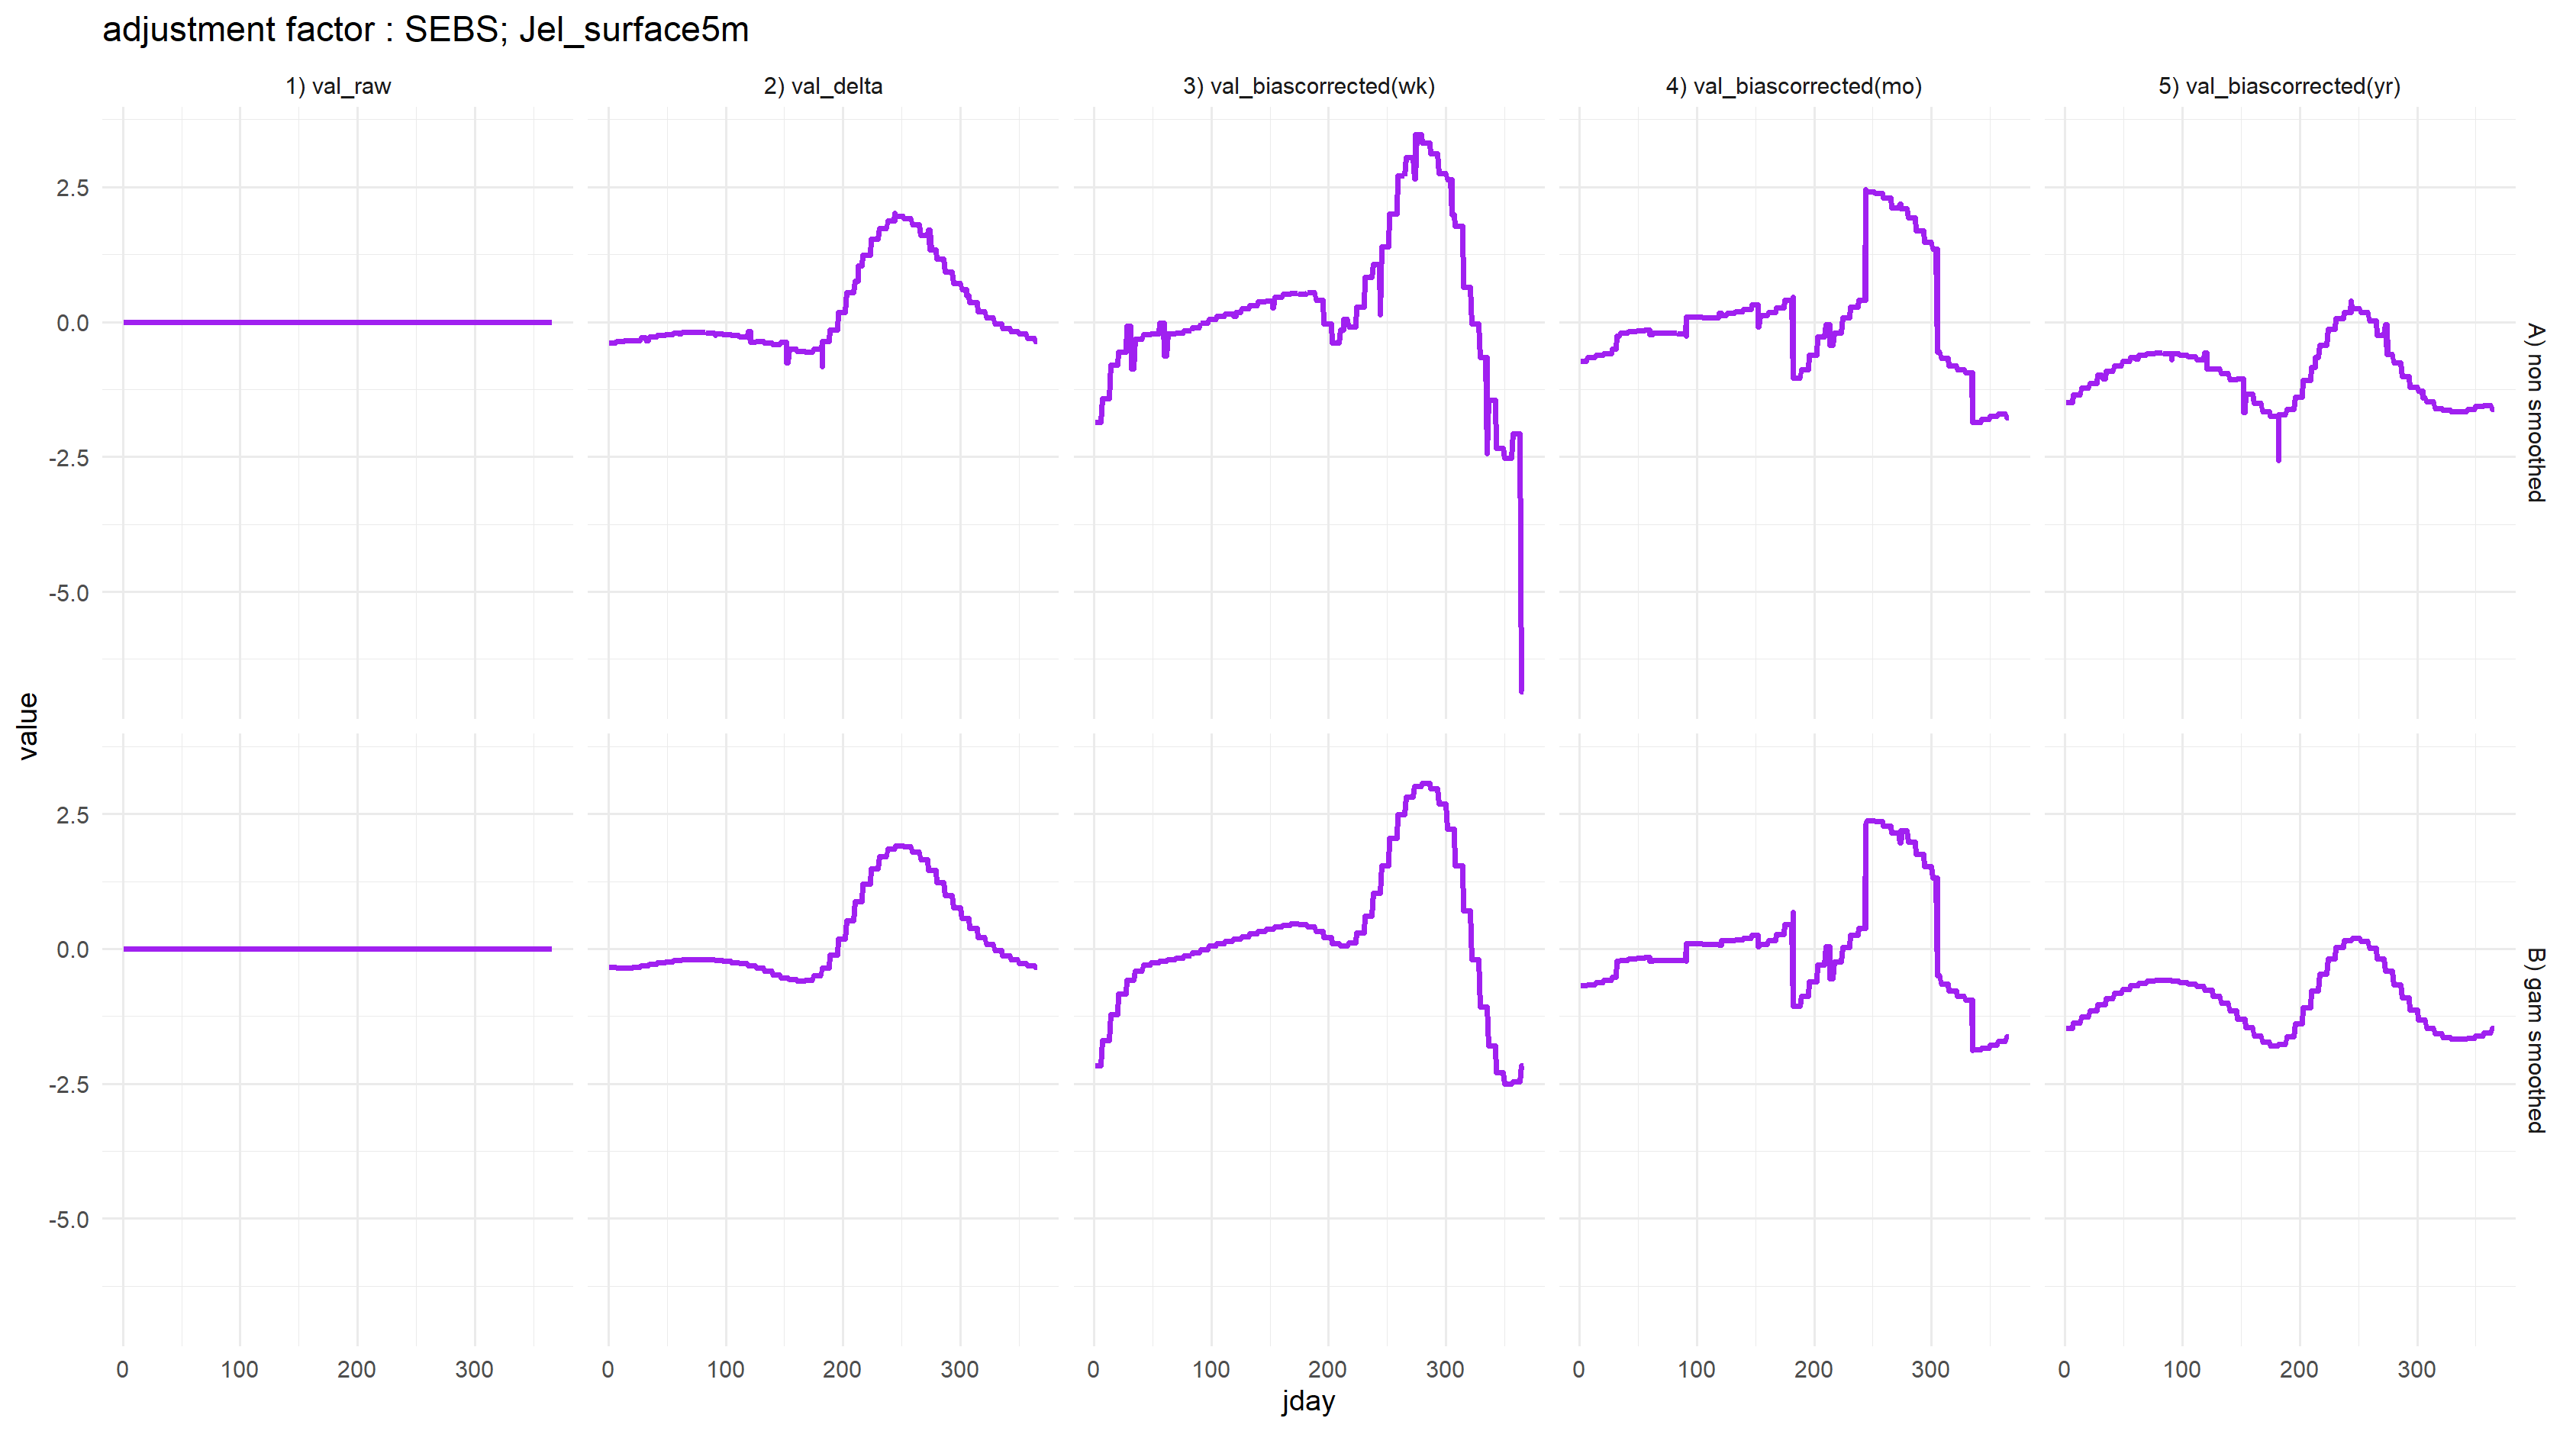 adjustment factor : SEBS; Jel_surface5m
1) val_raw
2) val_delta
3) val_biascorrected(wk)
4) val_biascorrected(mo)
5) val_biascorrected(yr)
2.5
0.0
-2.5
-5.0
A) non smoothed
value
2.5
0.0
-2.5
-5.0
B) gam smoothed
0 100 200 300
0 100 200 300
0 100 200 300
0 100 200 300
0 100 200 300
jday